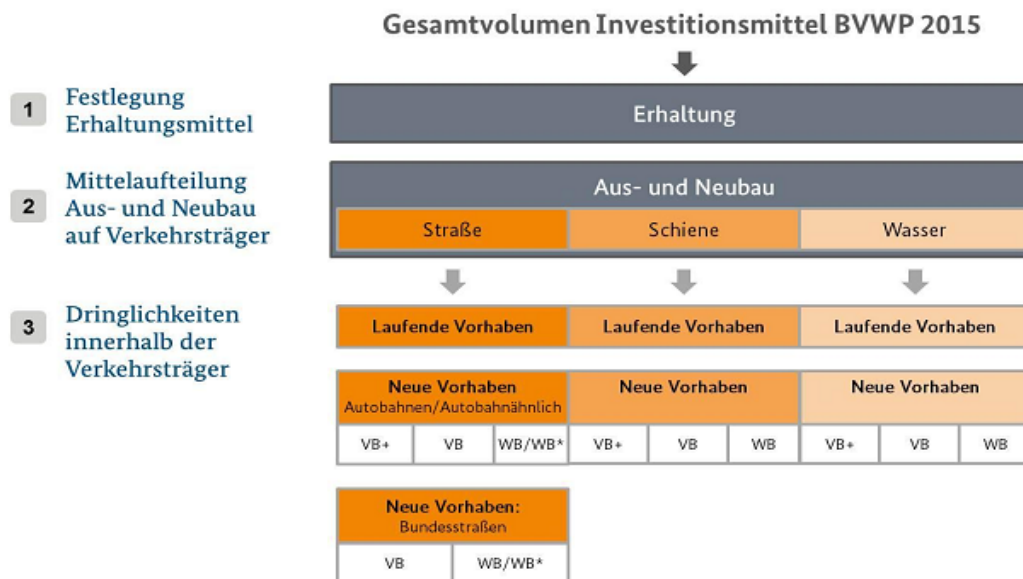 Gesamtvolumen Investitionsmittel BVWP 2015
1
Festlegung
Erhaltungsmittel
Erhaltung
2
Mittelaufteilung
Aus- und Neubau
auf Verkehrsträger
Aus- und Neubau
Straße Schiene Wasser
3
Dringlichkeiten
innerhalb der
Verkehrsträger
Laufende Vorhaben Laufende Vorhaben Laufende Vorhaben
Neue Vorhaben Neue Vorhaben Neue Vorhaben
Autobahnen/Autobahnähnlich
VB+ VB WB/WB* VB+ VB WB VB+ VB WB
Neue Vorhaben:
Bundesstraßen
VB WB/WB*